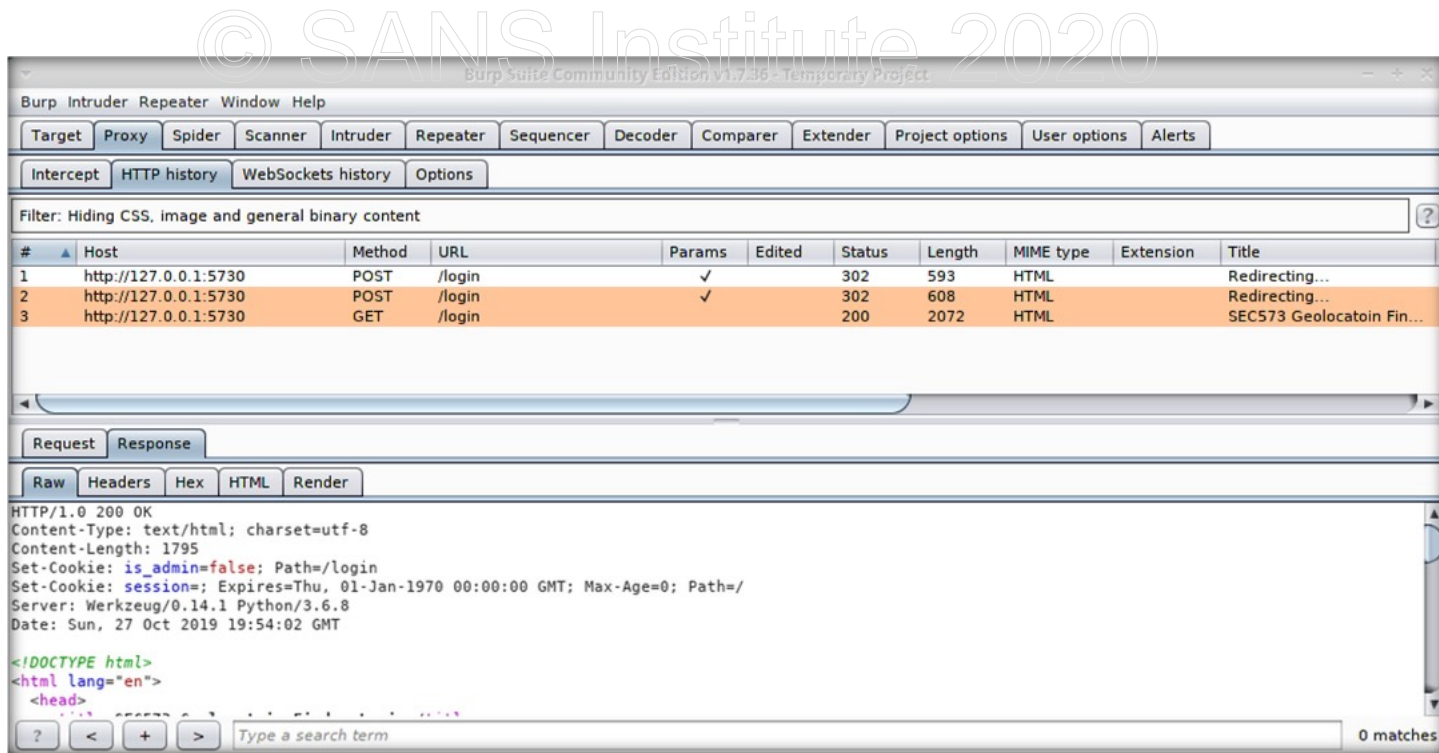 © SANS Institute 2020
Burp Suite Community Edition v1.7.36 - Temporary Project
Burp Intruder Repeater Window Help
Target Proxy Spider Scanner Intruder Repeater Sequencer Decoder Comparer Extender Project options User options Alerts
Intercept HTTP history WebSockets history Options
Filter: Hiding CSS, image and general binary content ?
# Host Method URL Params Edited Status Length MIME type Extension Title
1 http://127.0.0.1:5730 POST /login ✓ 302 593 HTML Redirecting...
2 http://127.0.0.1:5730 POST /login ✓ 302 608 HTML Redirecting...
3 http://127.0.0.1:5730 GET /login 200 2072 HTML SEC573 Geolocatoin Fin...
Request Response
Raw Headers Hex HTML Render
HTTP/1.0 200 OK
Content-Type: text/html; charset=utf-8
Content-Length: 1795
Set-Cookie: is_admin=false; Path=/login
Set-Cookie: session=; Expires=Thu, 01-Jan-1970 00:00:00 GMT; Max-Age=0; Path=/
Server: Werkzeug/0.14.1 Python/3.6.8
Date: Sun, 27 Oct 2019 19:54:02 GMT
<!DOCTYPE html>
<html lang="en">
<head>
? < + > Type a search term 0 matches